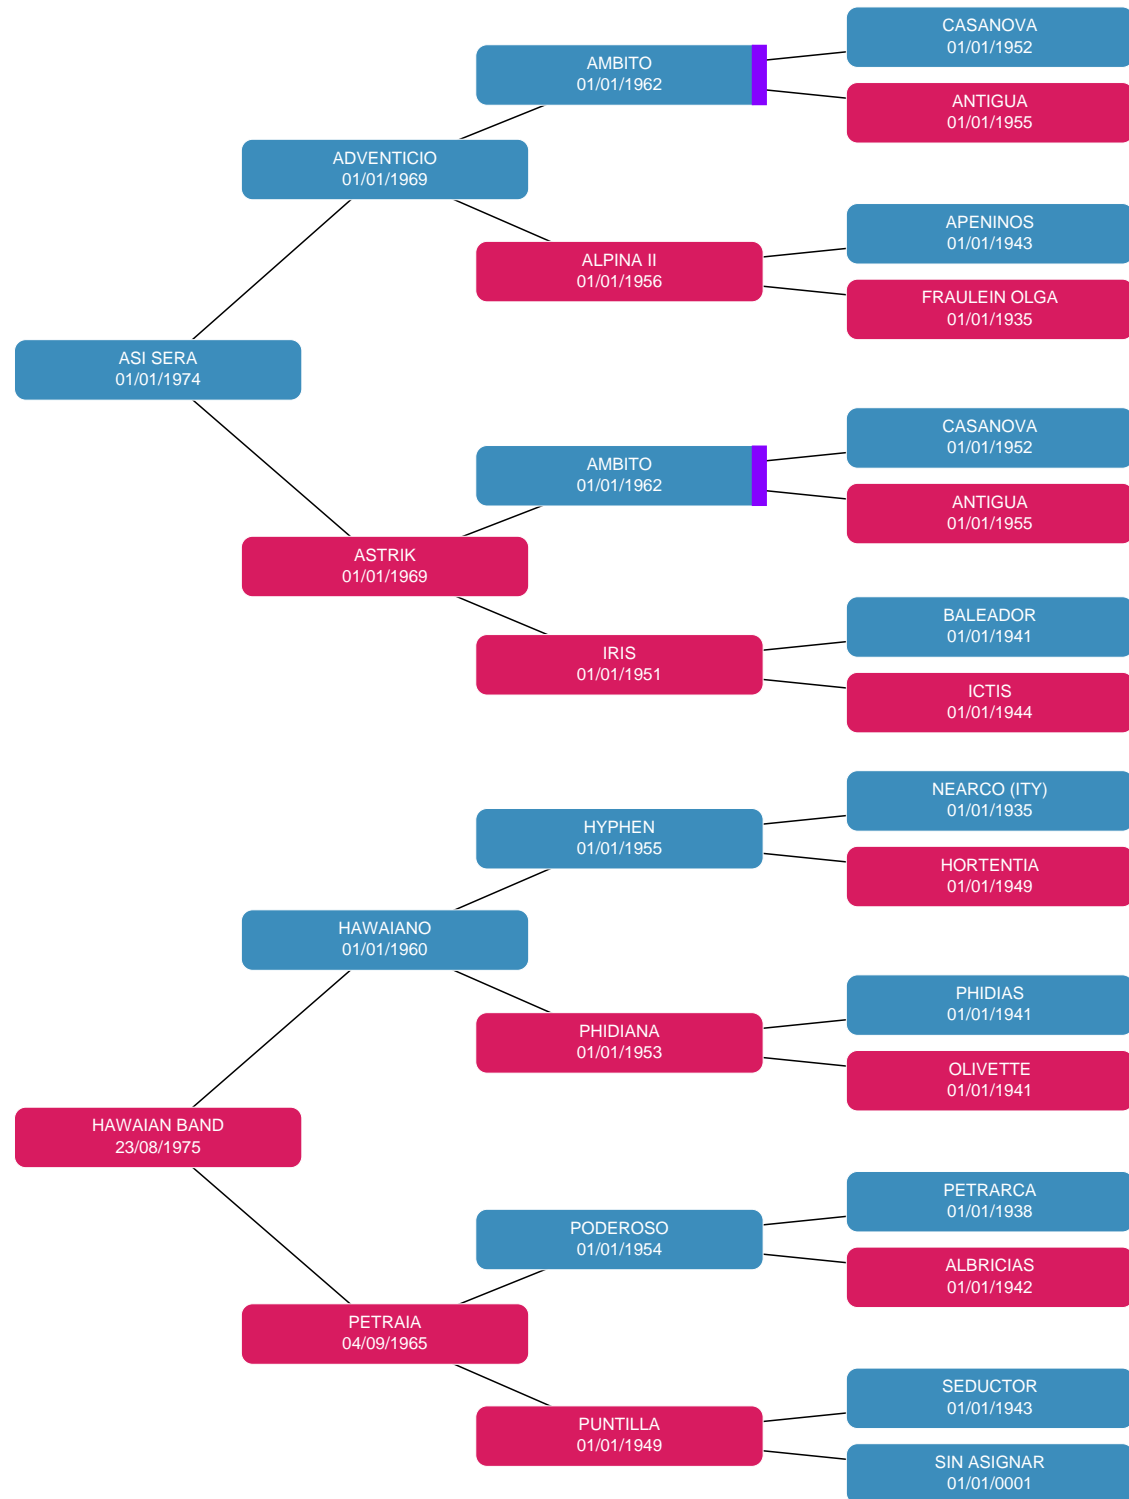 CASANOVA
01/01/1952
AMBITO
01/01/1962
ANTIGUA
01/01/1955
ADVENTICIO
01/01/1969
APENINOS
01/01/1943
ALPINA II
01/01/1956
FRAULEIN OLGA
01/01/1935
ASI SERA
01/01/1974
CASANOVA
01/01/1952
AMBITO
01/01/1962
ANTIGUA
01/01/1955
ASTRIK
01/01/1969
BALEADOR
01/01/1941
IRIS
01/01/1951
ICTIS
01/01/1944
NEARCO (ITY)
01/01/1935
HYPHEN
01/01/1955
HORTENTIA
01/01/1949
HAWAIANO
01/01/1960
PHIDIAS
01/01/1941
PHIDIANA
01/01/1953
OLIVETTE
01/01/1941
HAWAIAN BAND
23/08/1975
PETRARCA
01/01/1938
PODEROSO
01/01/1954
ALBRICIAS
01/01/1942
PETRAIA
04/09/1965
SEDUCTOR
01/01/1943
PUNTILLA
01/01/1949
SIN ASIGNAR
01/01/0001